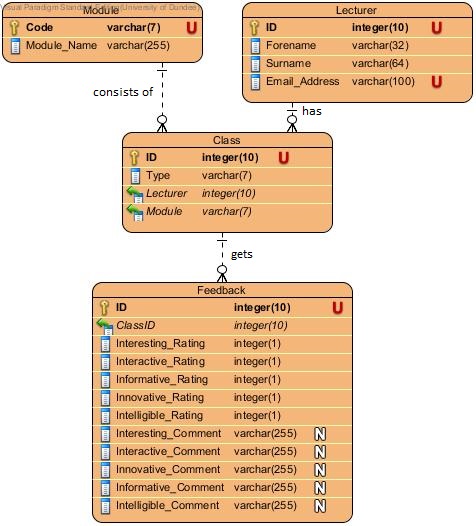 Visual Paradigm Standard (University of Dundee)
Module
Code varchar(7) U
Module_Name varchar(255)
Lecturer
ID integer(10) U
Forename varchar(32)
Surname varchar(64)
Email_Address varchar(100) U
consists of
has
Class
ID integer(10) U
Type varchar(7)
Lecturer integer(10)
Module varchar(7)
gets
Feedback
ID integer(10) U
ClassID integer(10)
Interesting_Rating integer(1)
Interactive_Rating integer(1)
Informative_Rating integer(1)
Innovative_Rating integer(1)
Intelligible_Rating integer(1)
Interesting_Comment varchar(255) N
Interactive_Comment varchar(255) N
Innovative_Comment varchar(255) N
Informative_Comment varchar(255) N
Intelligible_Comment varchar(255) N